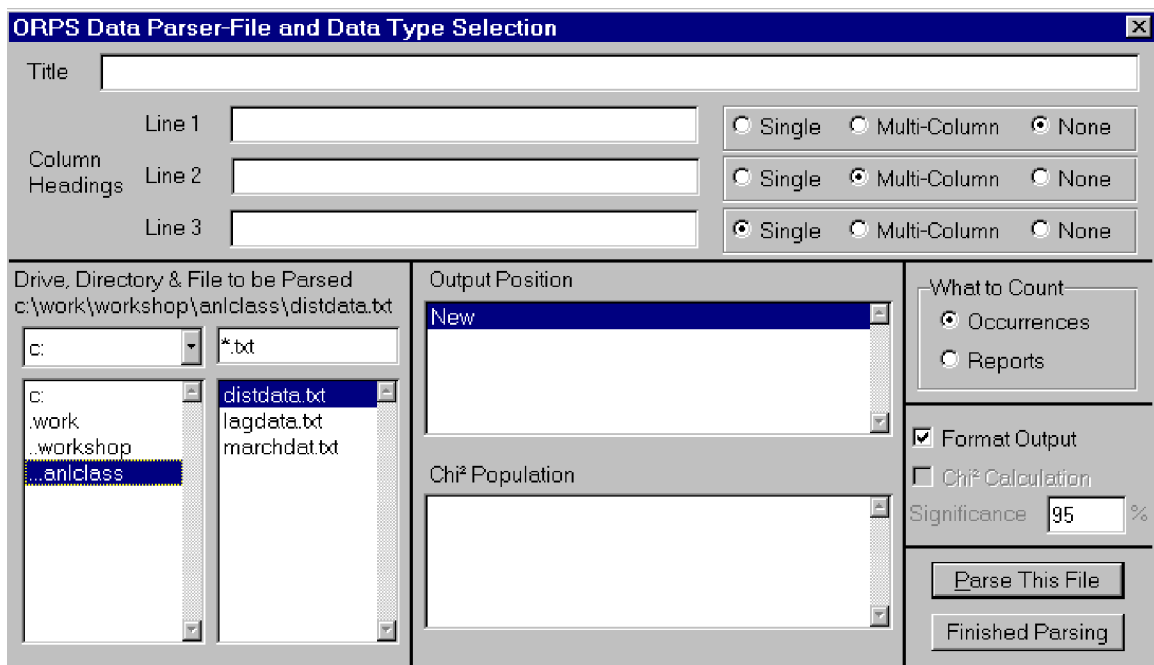 ORPS Data Parser-File and Data Type Selection
Title
Line 1 Single Multi-Column None
Column Headings
Line 2 Single Multi-Column None
Line 3 Single Multi-Column None
Drive, Directory & File to be Parsed
c:\work\workshop\anlclass\distdata.txt
c: *.txt
c:
.work
..workshop
...anlclass
distdata.txt
lagdata.txt
marchdat.txt
Output Position
New
Chi² Population
What to Count
Occurrences
Reports
Format Output
Chi² Calculation
Significance 95 %
Parse This File
Finished Parsing